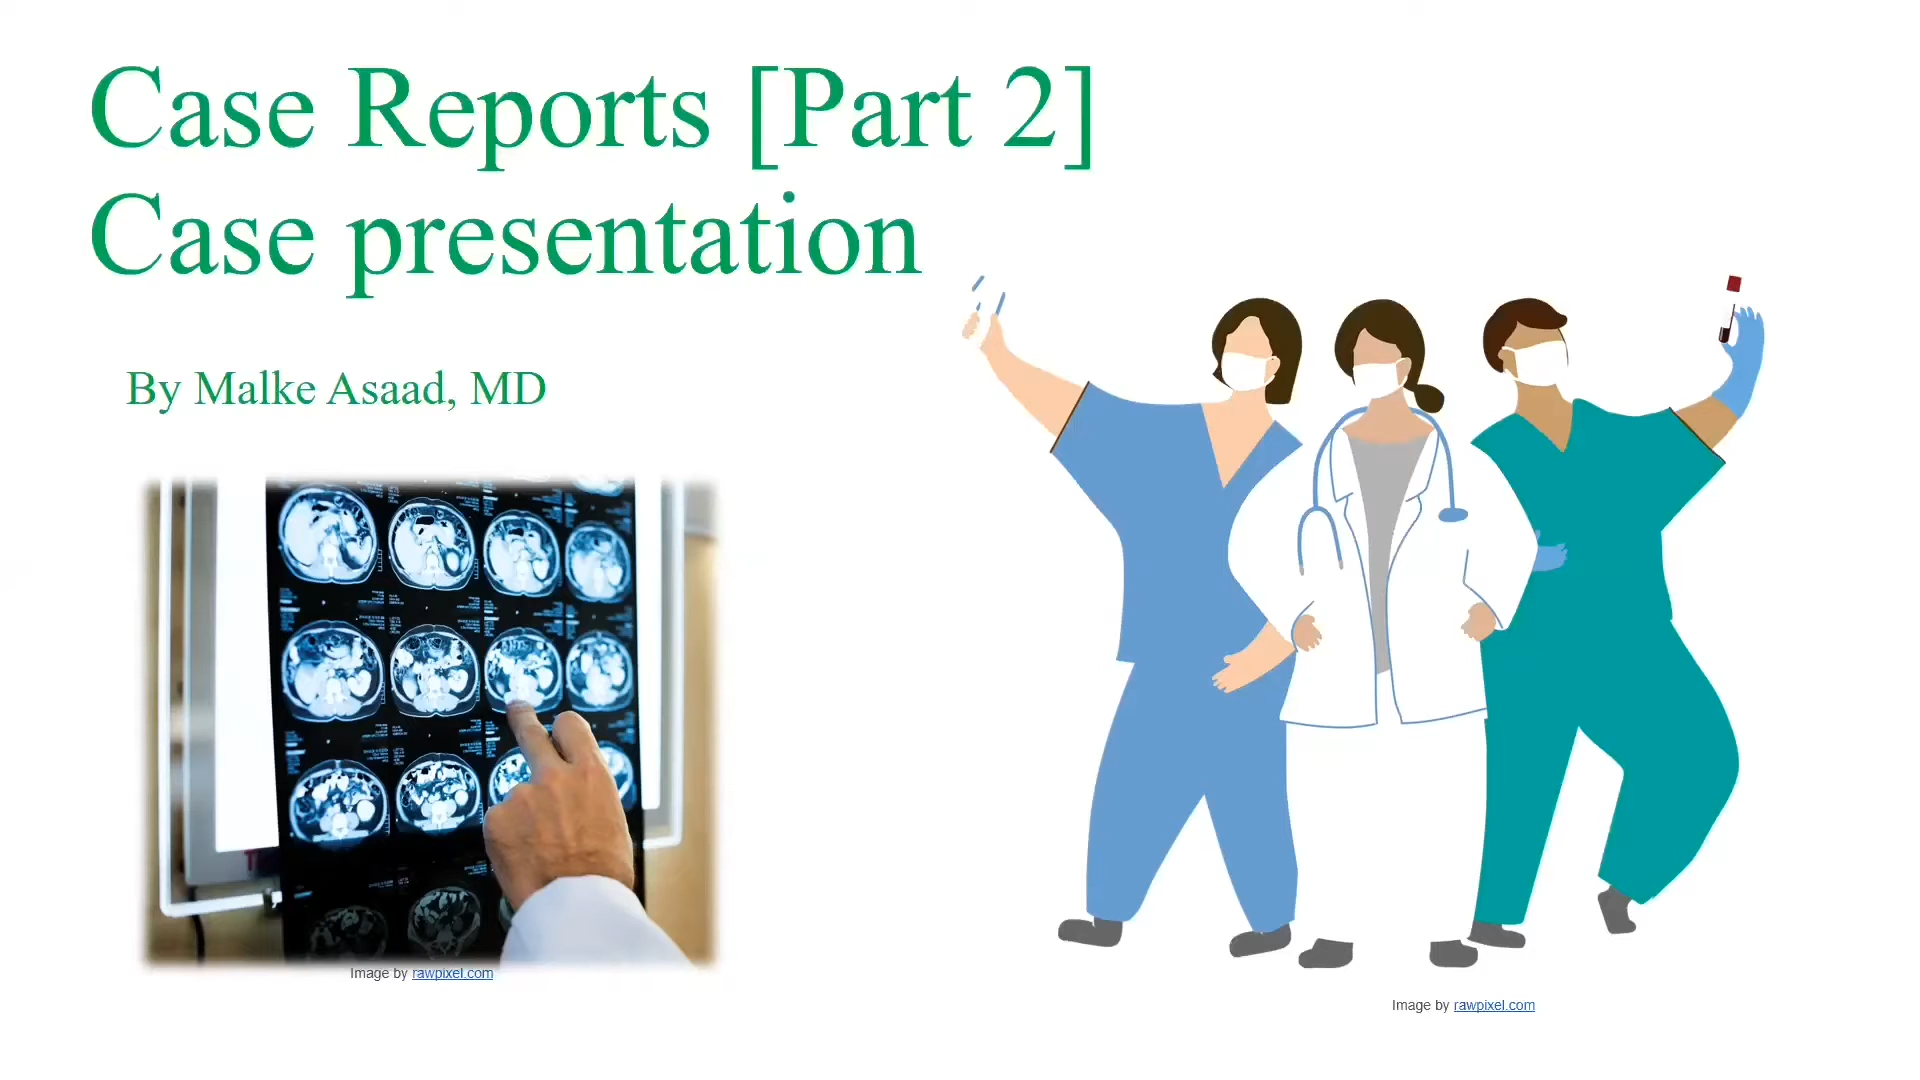 Case Reports [Part 2]
Case presentation
By Malke Asaad, MD
Image by rawpixel.com
Image by rawpixel.com